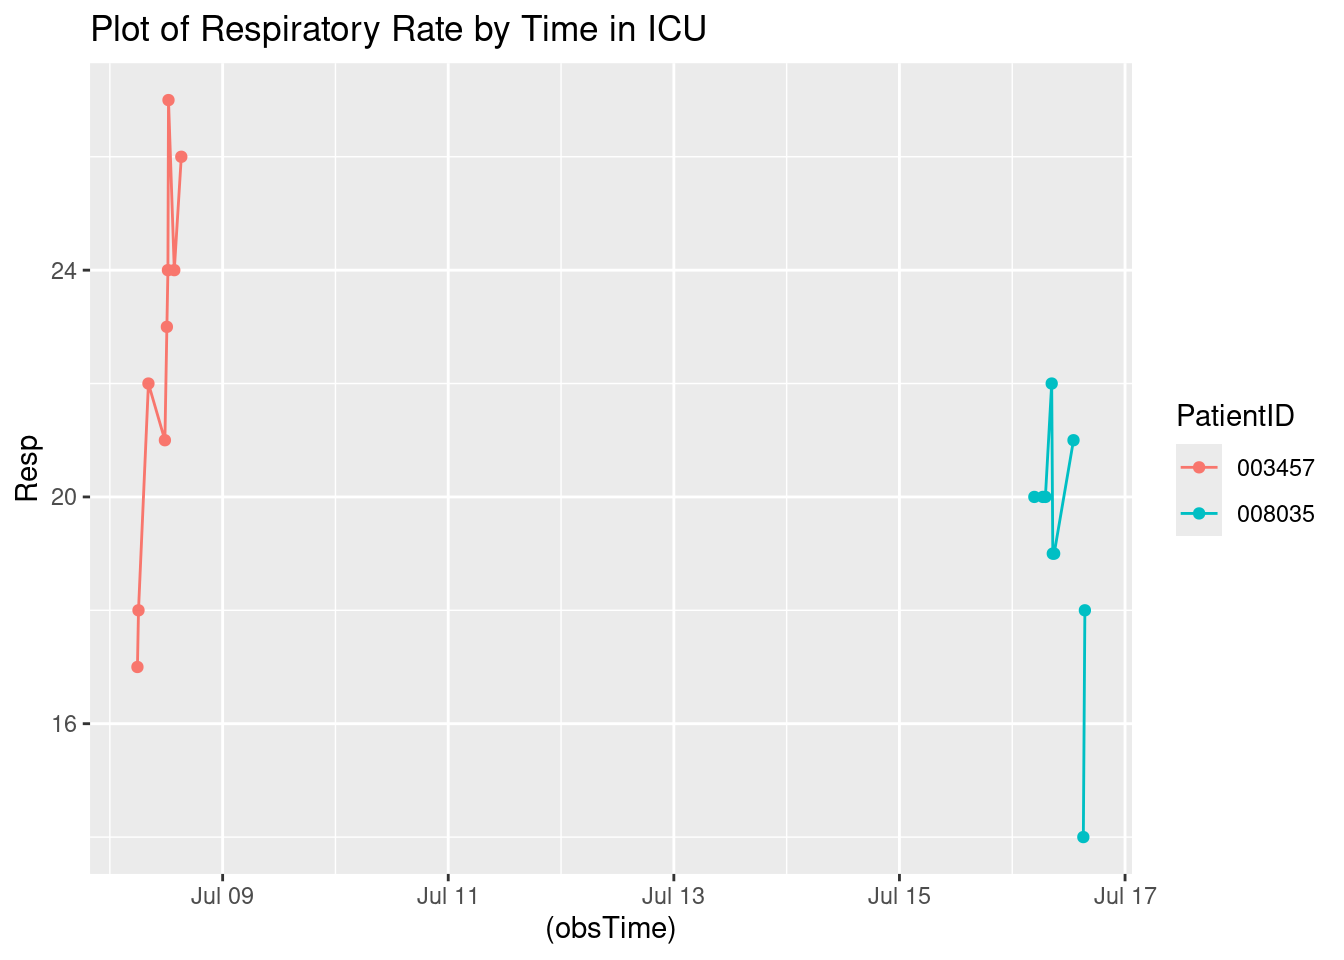 Plot of Respiratory Rate by Time in ICU
24
20
16
Resp
Jul 09
Jul 11
Jul 13
Jul 15
Jul 17
(obsTime)
PatientID
003457
008035